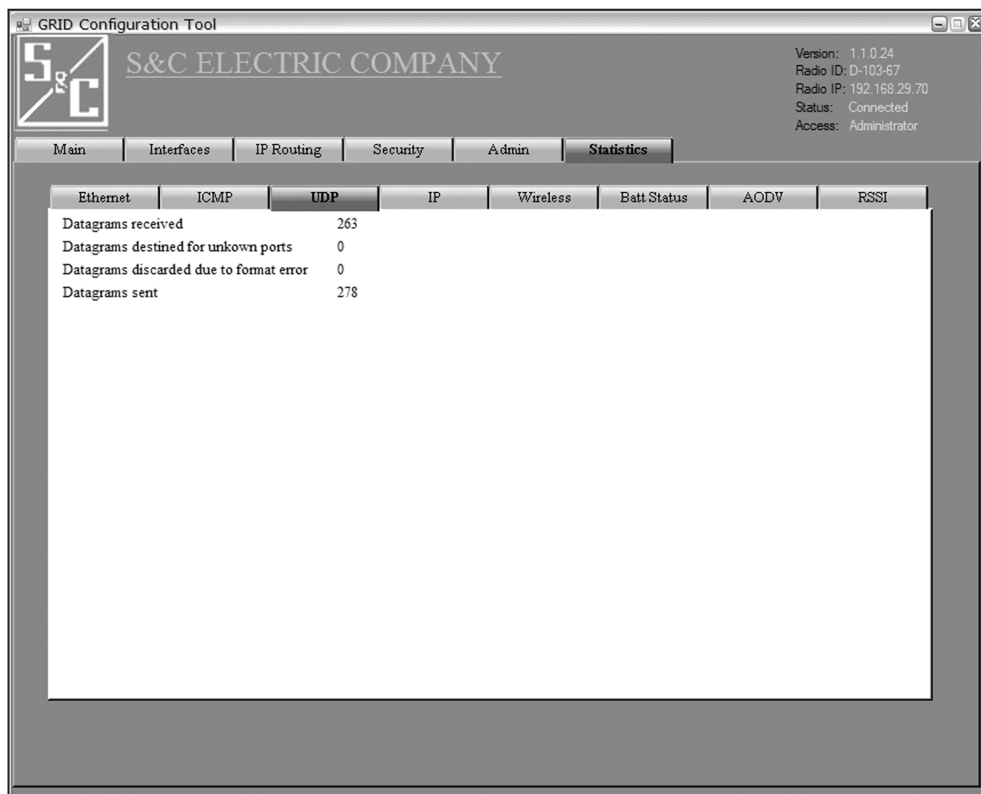 GRID Configuration Tool
S&C
S&C ELECTRIC COMPANY
Version: 1.1.0.24
Radio ID: D-103-67
Radio IP: 192.168.29.70
Status: Connected
Access: Administrator
Main Interfaces IP Routing Security Admin Statistics
Ethernet ICMP UDP IP Wireless Batt Status AODV RSSI
Datagrams received 263
Datagrams destined for unkown ports 0
Datagrams discarded due to format error 0
Datagrams sent 278